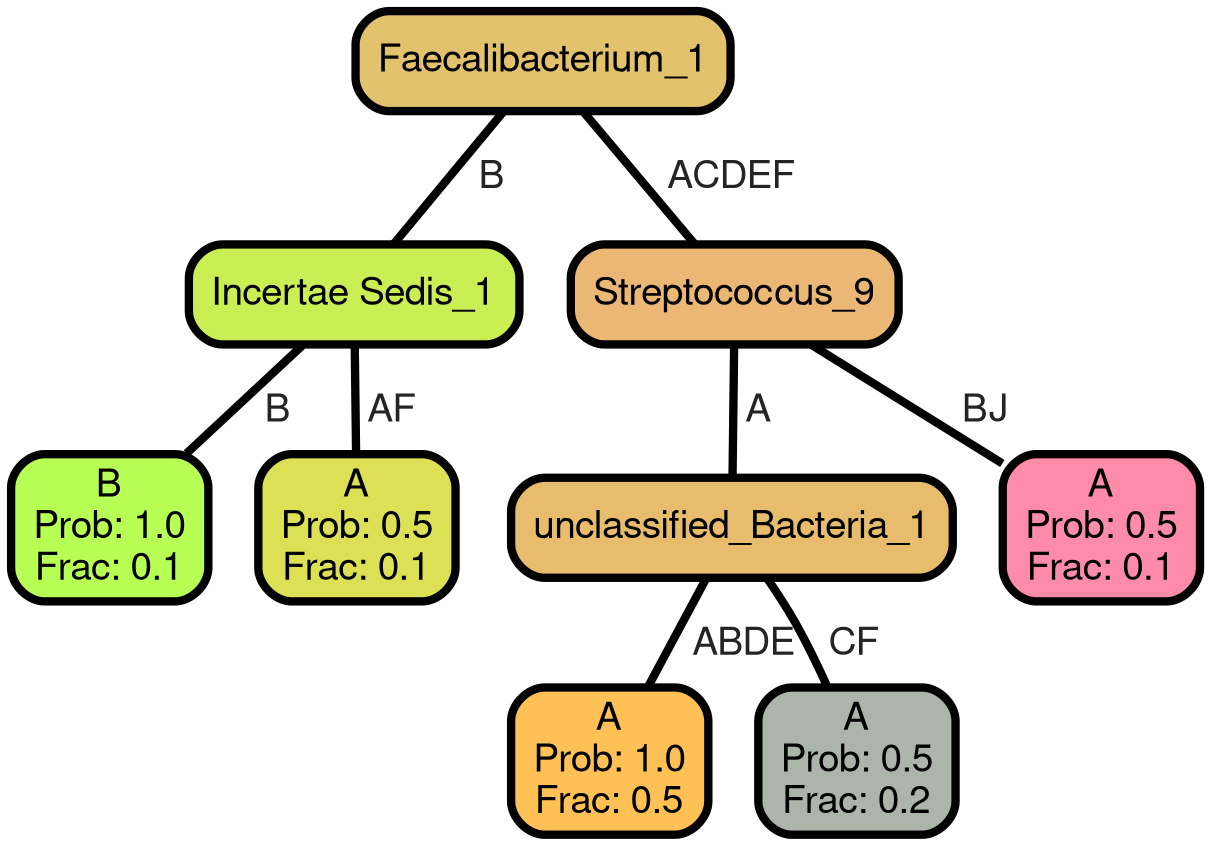 Faecalibacterium_1
B
ACDEF
Incertae Sedis_1
Streptococcus_9
B
AF
A
BJ
B
Prob: 1.0
Frac: 0.1
A
Prob: 0.5
Frac: 0.1
unclassified_Bacteria_1
A
Prob: 0.5
Frac: 0.1
ABDE
CF
A
Prob: 1.0
Frac: 0.5
A
Prob: 0.5
Frac: 0.2